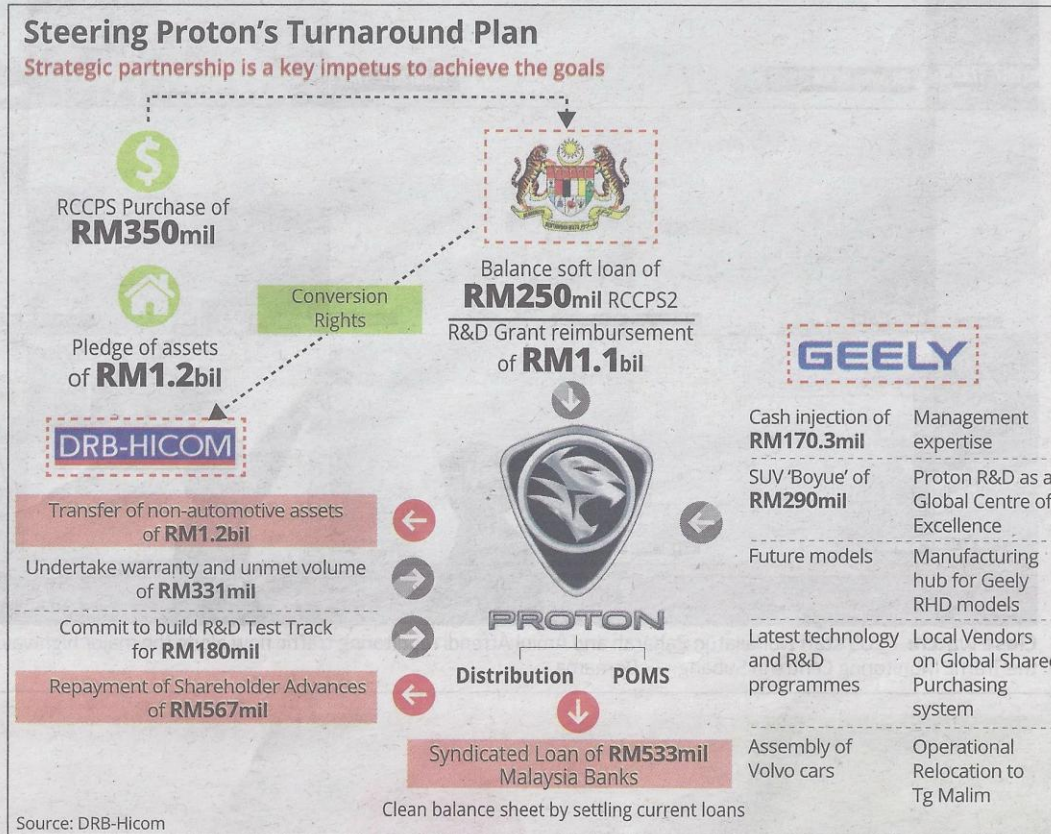 Steering Proton's Turnaround Plan
Strategic partnership is a key impetus to achieve the goals
$
RCCPS Purchase of
RM350mil
Pledge of assets
of RM1.2bil
Conversion
Rights
Balance soft loan of
RM250mil RCCPS2
R&D Grant reimbursement
of RM1.1bil
DRB-HICOM
Transfer of non-automotive assets
of RM1.2bil
Undertake warranty and unmet volume
of RM331mil
Commit to build R&D Test Track
for RM180mil
Repayment of Shareholder Advances
of RM567mil
PROTON
Distribution POMS
Syndicated Loan of RM533mil
Malaysia Banks
Clean balance sheet by settling current loans
GEELY
Cash injection of
RM170.3mil
Management
expertise
SUV 'Boyue' of
RM290mil
Proton R&D as a
Global Centre of
Excellence
Future models
Manufacturing
hub for Geely
RHD models
Latest technology
and R&D
programmes
Local Vendors
on Global Shared
Purchasing
system
Assembly of
Volvo cars
Operational
Relocation to
Tg Malim
Source: DRB-Hicom